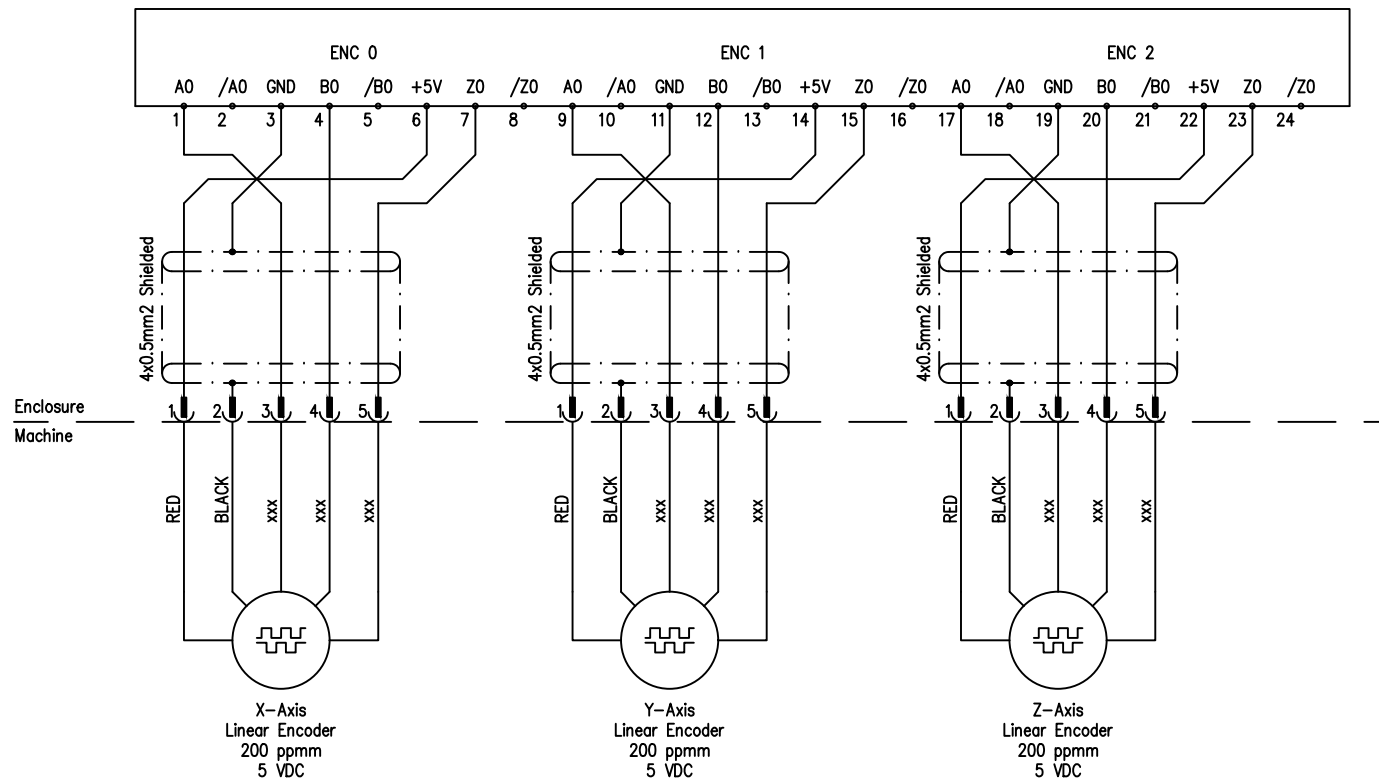 ENC 0 ENC 1 ENC 2
A0 /A0 GND B0 /B0 +5V Z0 /Z0 A0 /A0 GND B0 /B0 +5V Z0 /Z0 A0 /A0 GND B0 /B0 +5V Z0 /Z0
1 2 3 4 5 6 7 8 9 10 11 12 13 14 15 16 17 18 19 20 21 22 23 24
4x0.5mm2 Shielded 4x0.5mm2 Shielded 4x0.5mm2 Shielded
Enclosure 1 2 3 4 5 1 2 3 4 5 1 2 3 4 5
Machine
RED BLACK xxx xxx xxx RED BLACK xxx xxx xxx RED BLACK xxx xxx xxx
X-Axis Y-Axis Z-Axis
Linear Encoder Linear Encoder Linear Encoder
200 ppmm 200 ppmm 200 ppmm
5 VDC 5 VDC 5 VDC